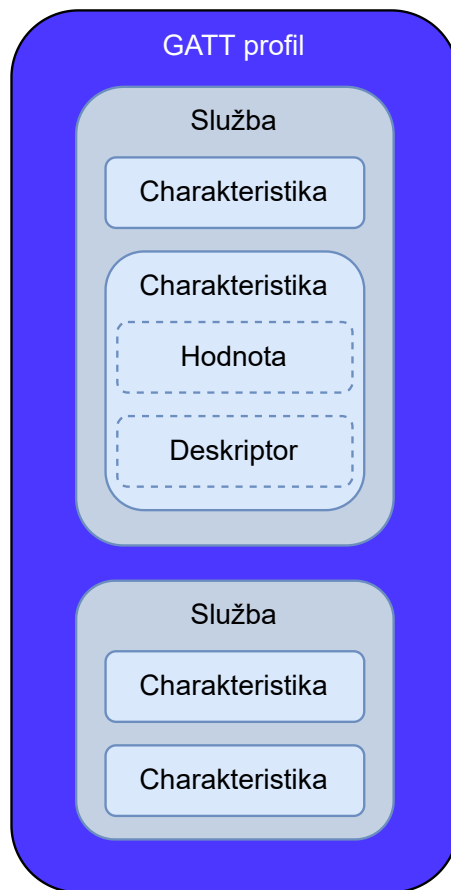 GATT profil
Služba
Charakteristika
Charakteristika
Hodnota
Deskriptor
Služba
Charakteristika
Charakteristika